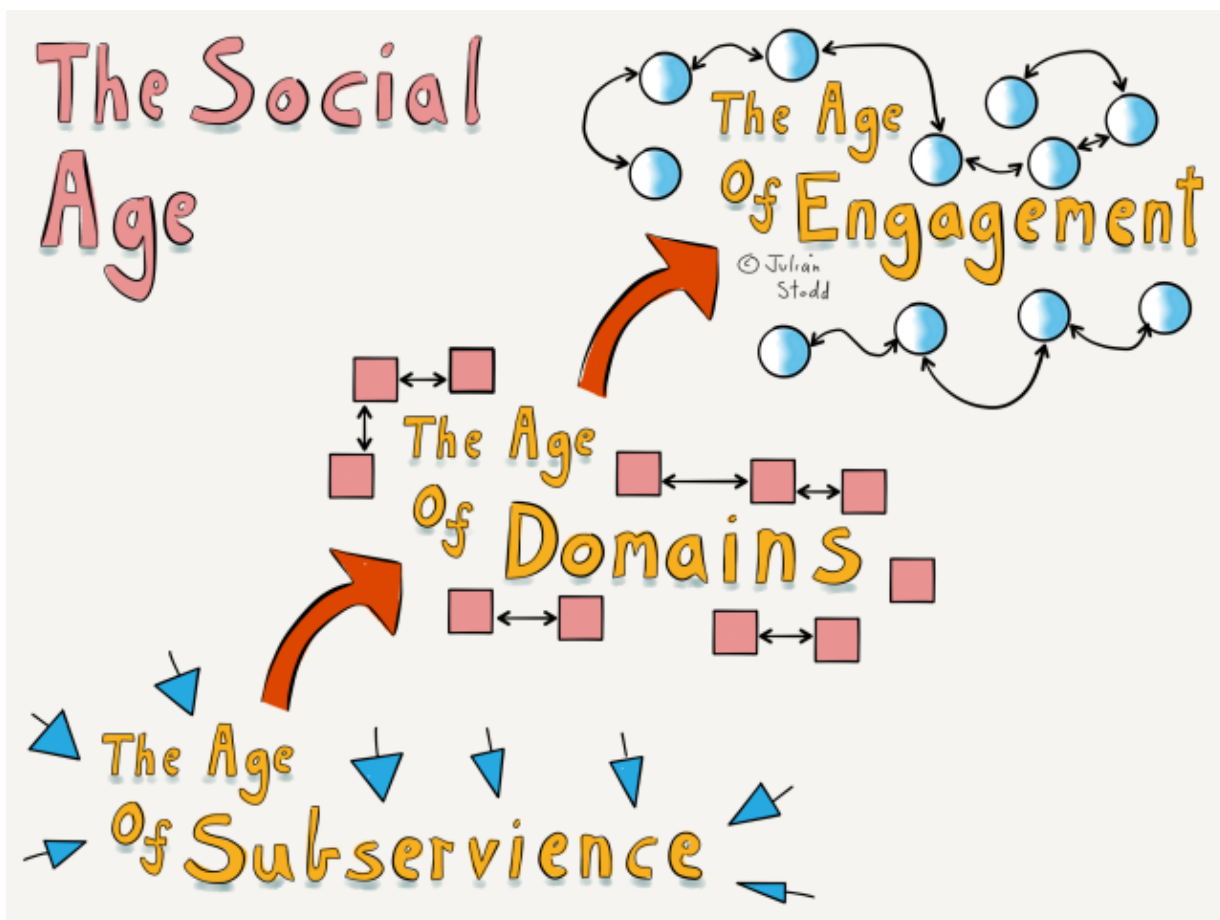 The Social
Age
The Age
Of Engagement
© Julian
Stodd
The Age
Of Domains
The Age
Of Subservience